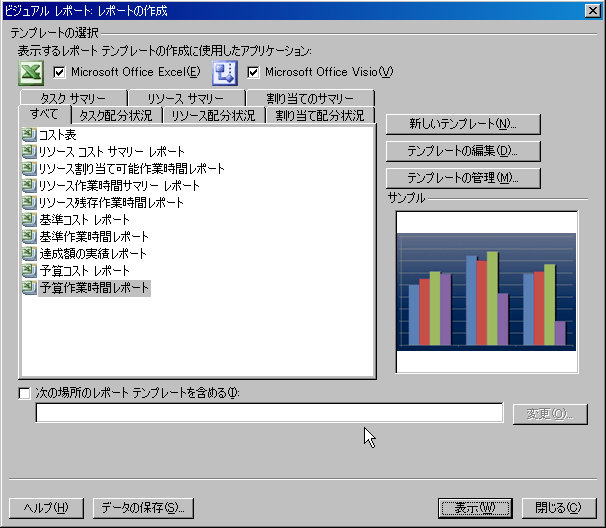 ビジュアル レポート: レポートの作成
テンプレートの選択
表示するレポート テンプレートの作成に使用したアプリケーション:
Microsoft Office Excel(E)
Microsoft Office Visio(V)
タスク サマリー
リソース サマリー
割り当てのサマリー
すべて
タスク配分状況
リソース配分状況
割り当て配分状況
コスト表
リソース コスト サマリー レポート
リソース割り当て可能作業時間レポート
リソース作業時間サマリー レポート
リソース残存作業時間レポート
基準コスト レポート
基準作業時間レポート
達成額の実績レポート
予算コスト レポート
予算作業時間レポート
新しいテンプレート(N)...
テンプレートの編集(D)...
テンプレートの管理(M)...
サンプル
次の場所のレポート テンプレートを含める(I):
変更(O)...
ヘルプ(H)
データの保存(S)...
表示(W)
閉じる(C)